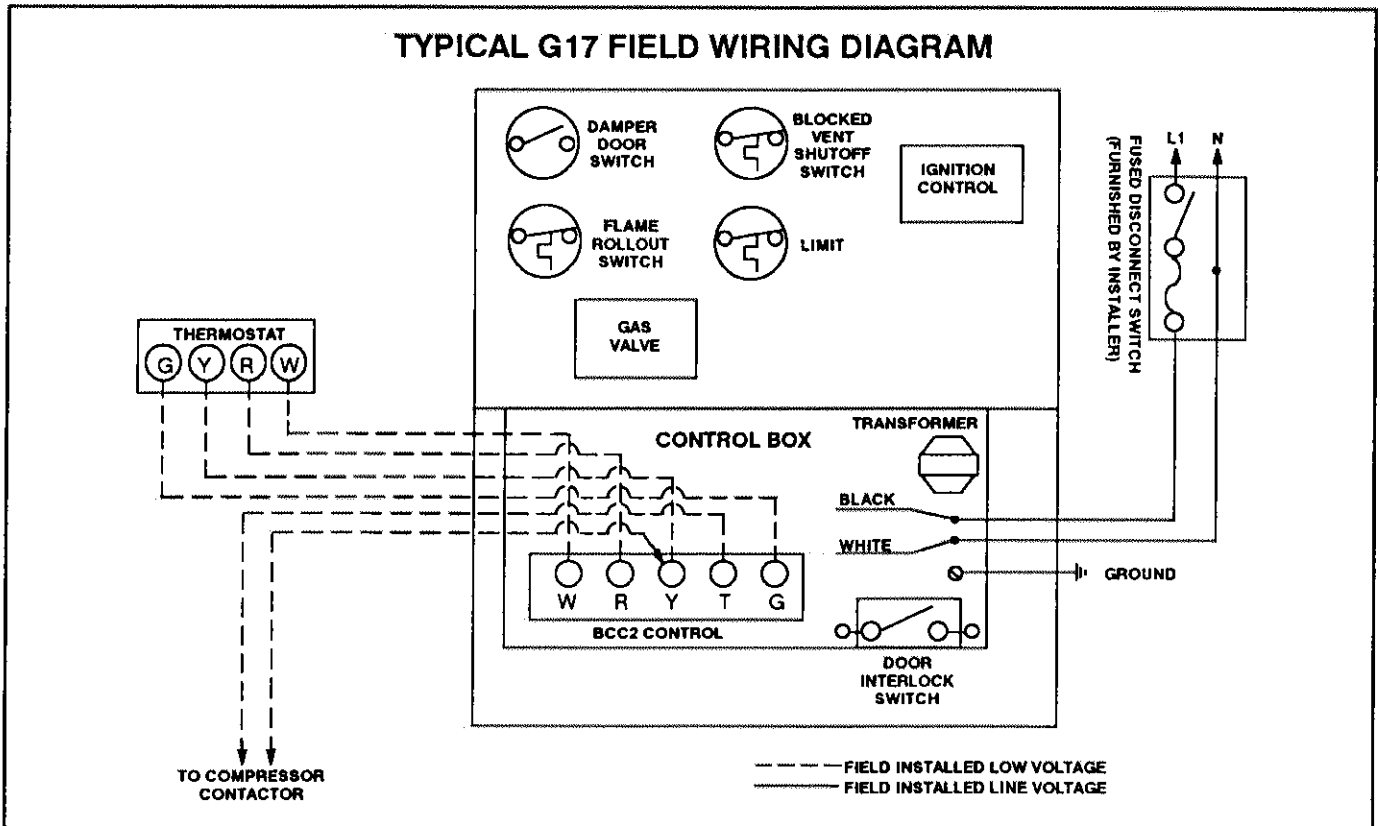 TYPICAL G17 FIELD WIRING DIAGRAM
DAMPER
DOOR
SWITCH
BLOCKED
VENT
SHUTOFF
SWITCH
IGNITION
CONTROL
FLAME
ROLLOUT
SWITCH
LIMIT
GAS
VALVE
L1 N
FUSED DISCONNECT SWITCH
(FURNISHED BY INSTALLER)
THERMOSTAT
G Y R W
CONTROL BOX
TRANSFORMER
BLACK
WHITE
GROUND
W R Y T G
BCC2 CONTROL
DOOR
INTERLOCK
SWITCH
TO COMPRESSOR
CONTACTOR
FIELD INSTALLED LOW VOLTAGE
FIELD INSTALLED LINE VOLTAGE